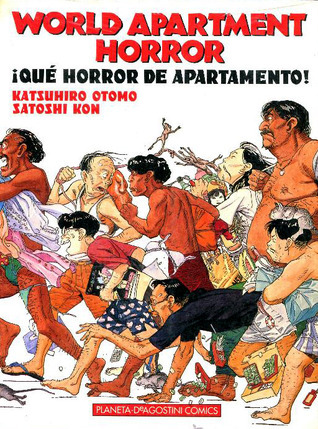 WORLD APARTMENT
HORROR
¡QUÉ HORROR DE APARTAMENTO!
KATSUHIRO OTOMO
SATOSHI KON
PLANETA-DeAGOSTINI COMICS